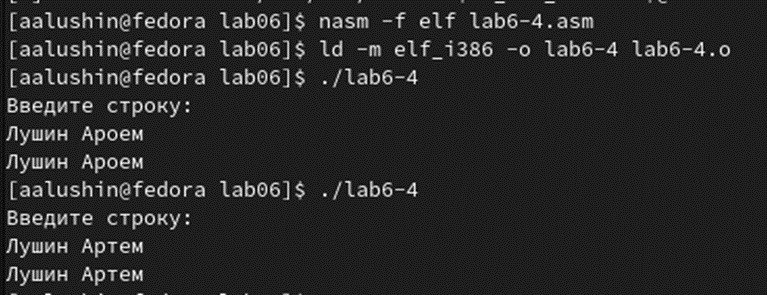 [aalushin@fedora lab06]$ nasm -f elf lab6-4.asm
[aalushin@fedora lab06]$ ld -m elf_i386 -o lab6-4 lab6-4.o
[aalushin@fedora lab06]$ ./lab6-4
Введите строку:
Лушин Ароем
Лушин Ароем
[aalushin@fedora lab06]$ ./lab6-4
Введите строку:
Лушин Артем
Лушин Артем